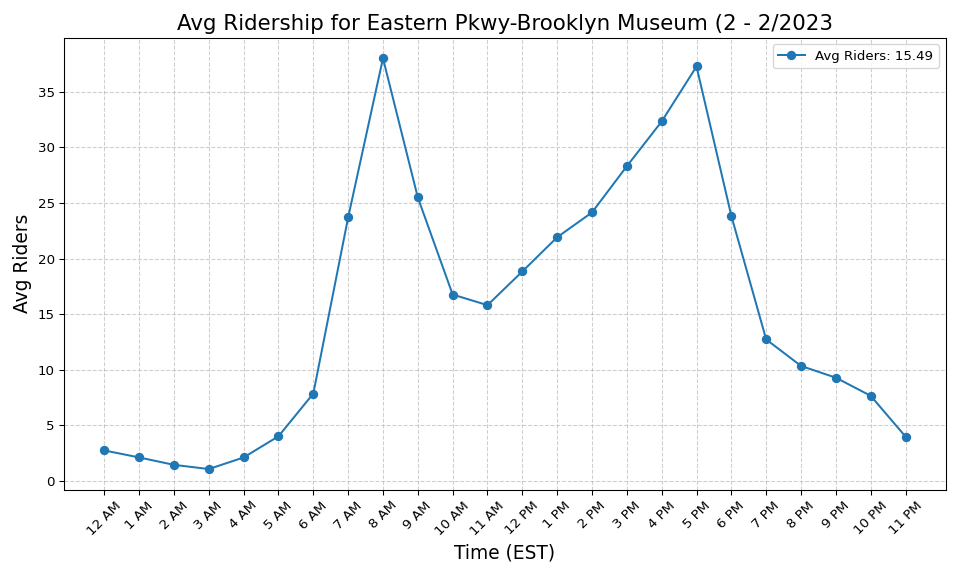 Avg Ridership for Eastern Pkwy-Brooklyn Museum (2 - 2/2023
Avg Riders: 15.49
Avg Riders
35
30
25
20
15
10
5
0
12 AM 1 AM 2 AM 3 AM 4 AM 5 AM 6 AM 7 AM 8 AM 9 AM 10 AM 11 AM 12 PM 1 PM 2 PM 3 PM 4 PM 5 PM 6 PM 7 PM 8 PM 9 PM 10 PM 11 PM
Time (EST)